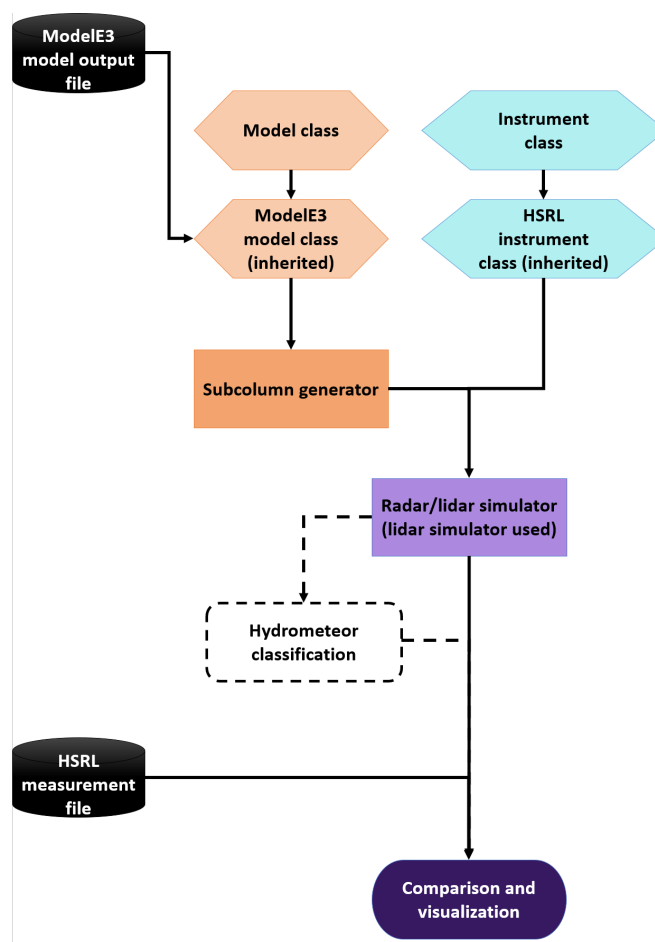 ModelE3
model output
file
Model class
Instrument
class
ModelE3
model class
(inherited)
HSRL
instrument
class (inherited)
Subcolumn generator
Radar/lidar simulator
(lidar simulator used)
Hydrometeor
classification
HSRL
measurement
file
Comparison and
visualization